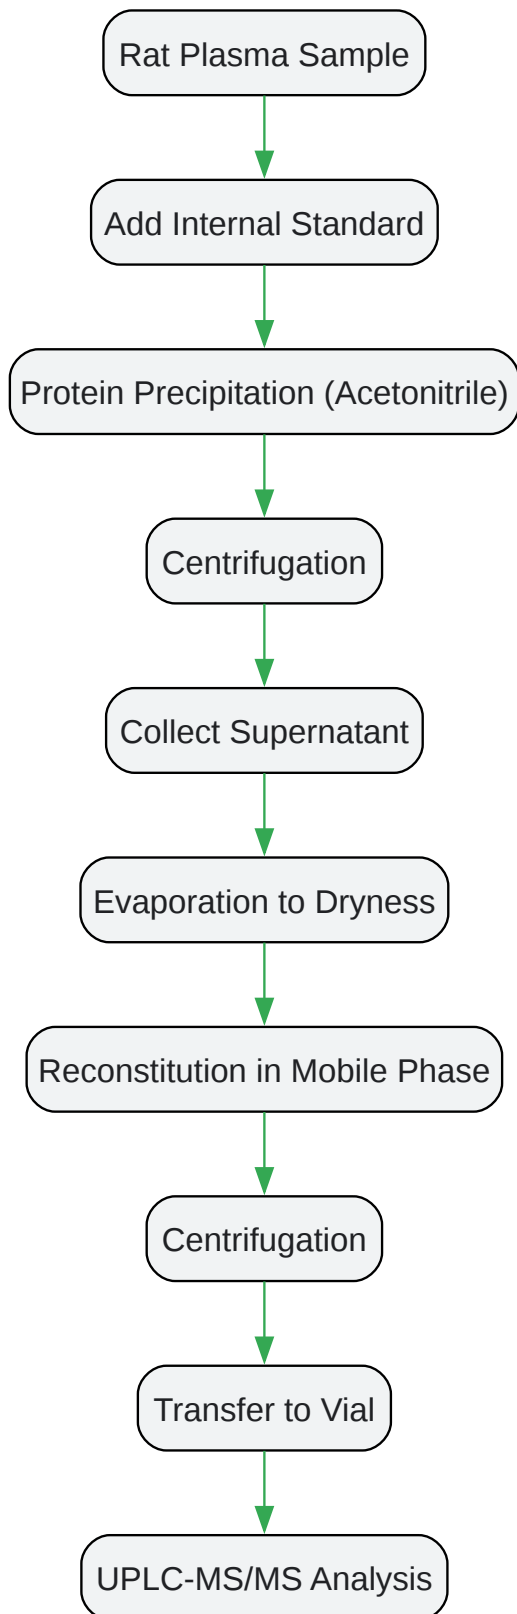 Rat Plasma Sample
Add Internal Standard
Protein Precipitation (Acetonitrile)
Centrifugation
Collect Supernatant
Evaporation to Dryness
Reconstitution in Mobile Phase
Centrifugation
Transfer to Vial
UPLC-MS/MS Analysis